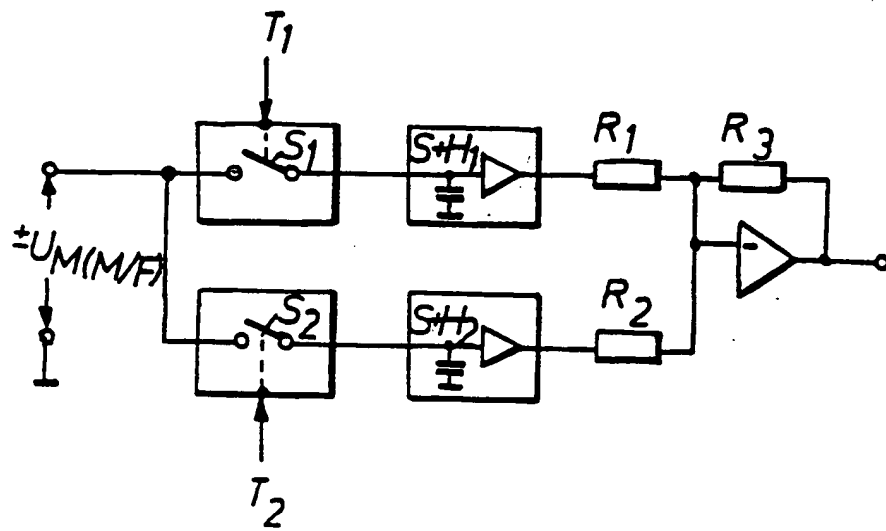 T1
S1
S+H1
R1
R3
±UM(M/F)
-
S2
S+H2
R2
T2